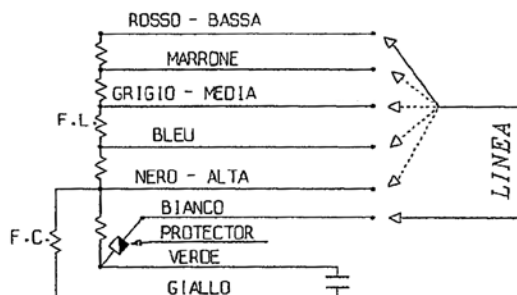 ROSSO - BASSA
MARRONE
GRIGIO - MEDIA
F.L.
BLEU
LINEA
NERO - ALTA
BIANCO
F.C.
PROTECTOR
VERDE
GIALLO